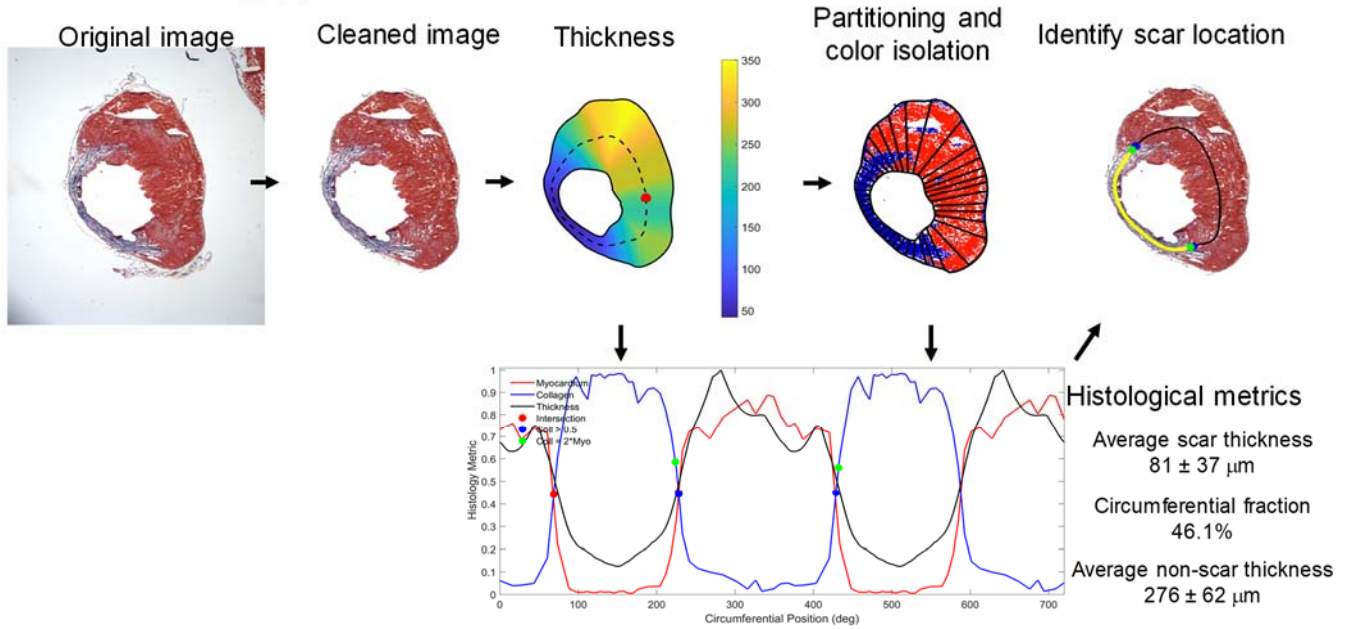 Original image
Cleaned image
Thickness
Partitioning and
color isolation
Identify scar location
350
300
250
200
150
100
50
Histological metrics
Average scar thickness
81 ± 37 μm
Circumferential fraction
46.1%
Average non-scar thickness
276 ± 62 μm
Myocardium
Collagen
Thickness
Intersection
Coll > 0.5
Coll = 2*Myo
Histology Metric
1
0.9
0.8
0.7
0.6
0.5
0.4
0.3
0.2
0.1
0
0 100 200 300 400 500 600 700
Circumferential Position (deg)